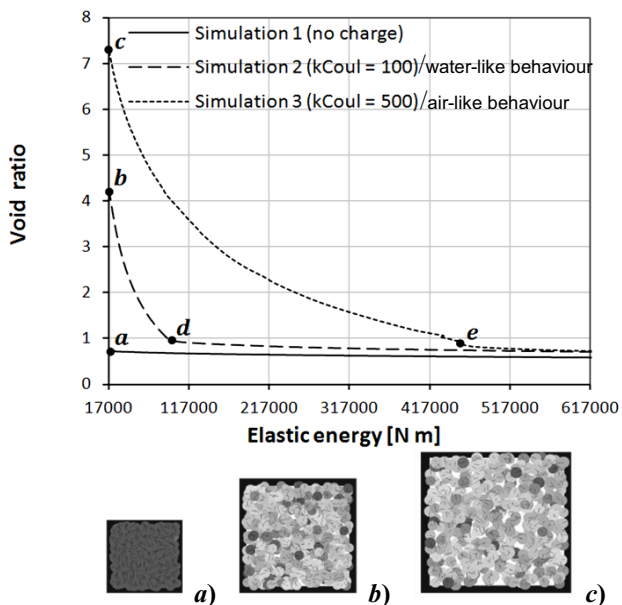 8
7
6
5
4
3
2
1
0
Void ratio
c
b
a
d
e
Simulation 1 (no charge)
Simulation 2 (kCoul = 100)/water-like behaviour
Simulation 3 (kCoul = 500)/air-like behaviour
17000 117000 217000 317000 417000 517000 617000
Elastic energy [N m]
a) b) c)